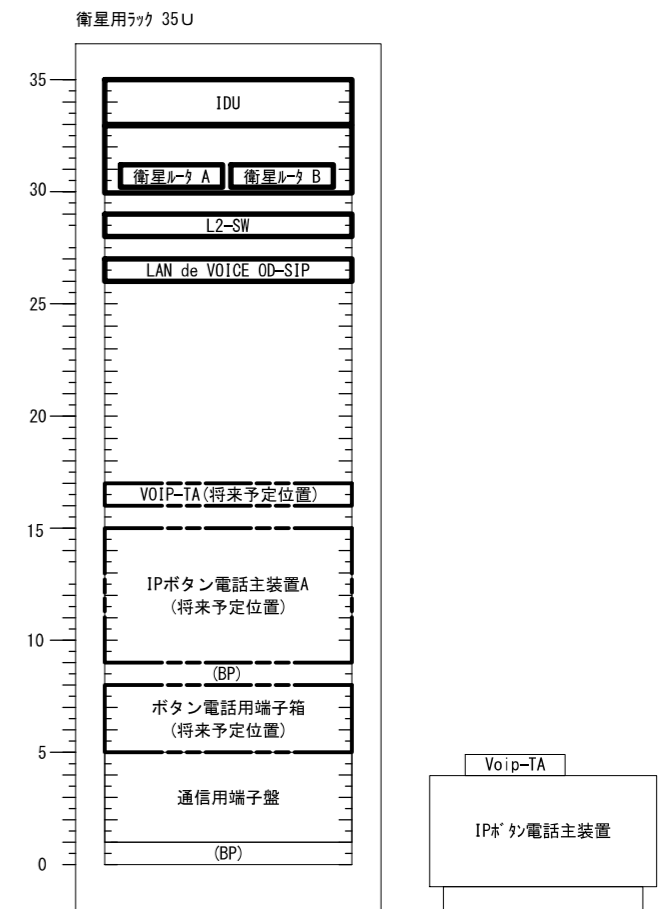 衛星用ﾗｯｸ 35U
35
IDU
衛星ﾙｰﾀ A
衛星ﾙｰﾀ B
30
L2-SW
LAN de VOICE OD-SIP
25
20
VOIP-TA(将来予定位置)
15
IPボタン電話主装置A
(将来予定位置)
10
(BP)
ボタン電話用端子箱
(将来予定位置)
5
Voip-TA
通信用端子盤
IPﾎﾞﾀﾝ電話主装置
(BP)
0